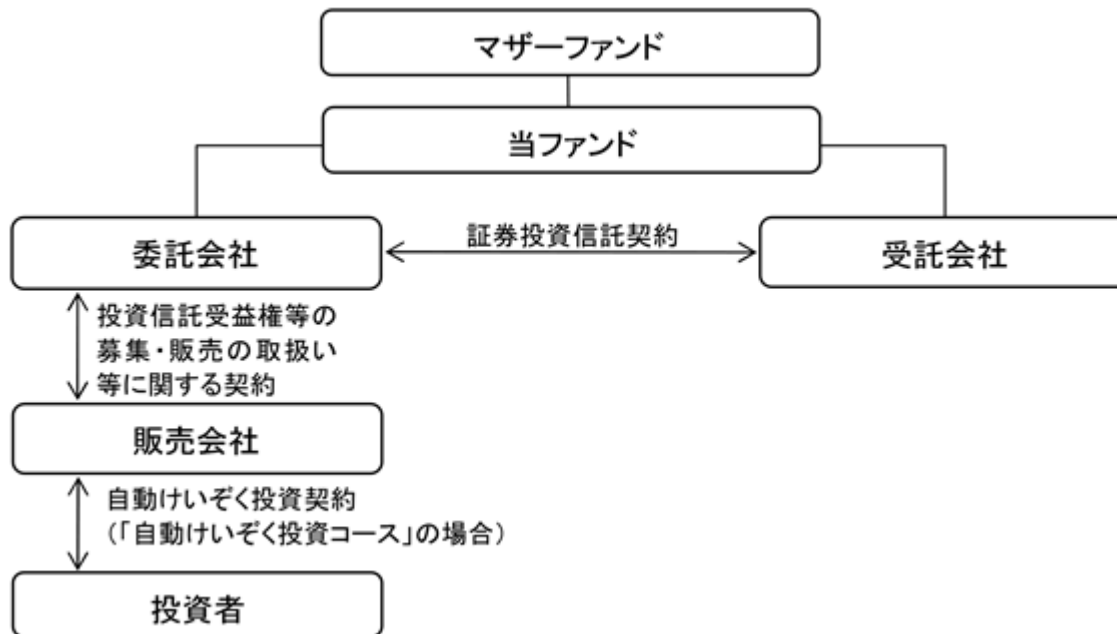 マザーファンド
当ファンド
委託会社
証券投資信託契約
受託会社
投資信託受益権等の
募集・販売の取扱い
等に関する契約
販売会社
自動けいぞく投資契約
(「自動けいぞく投資コース」の場合)
投資者